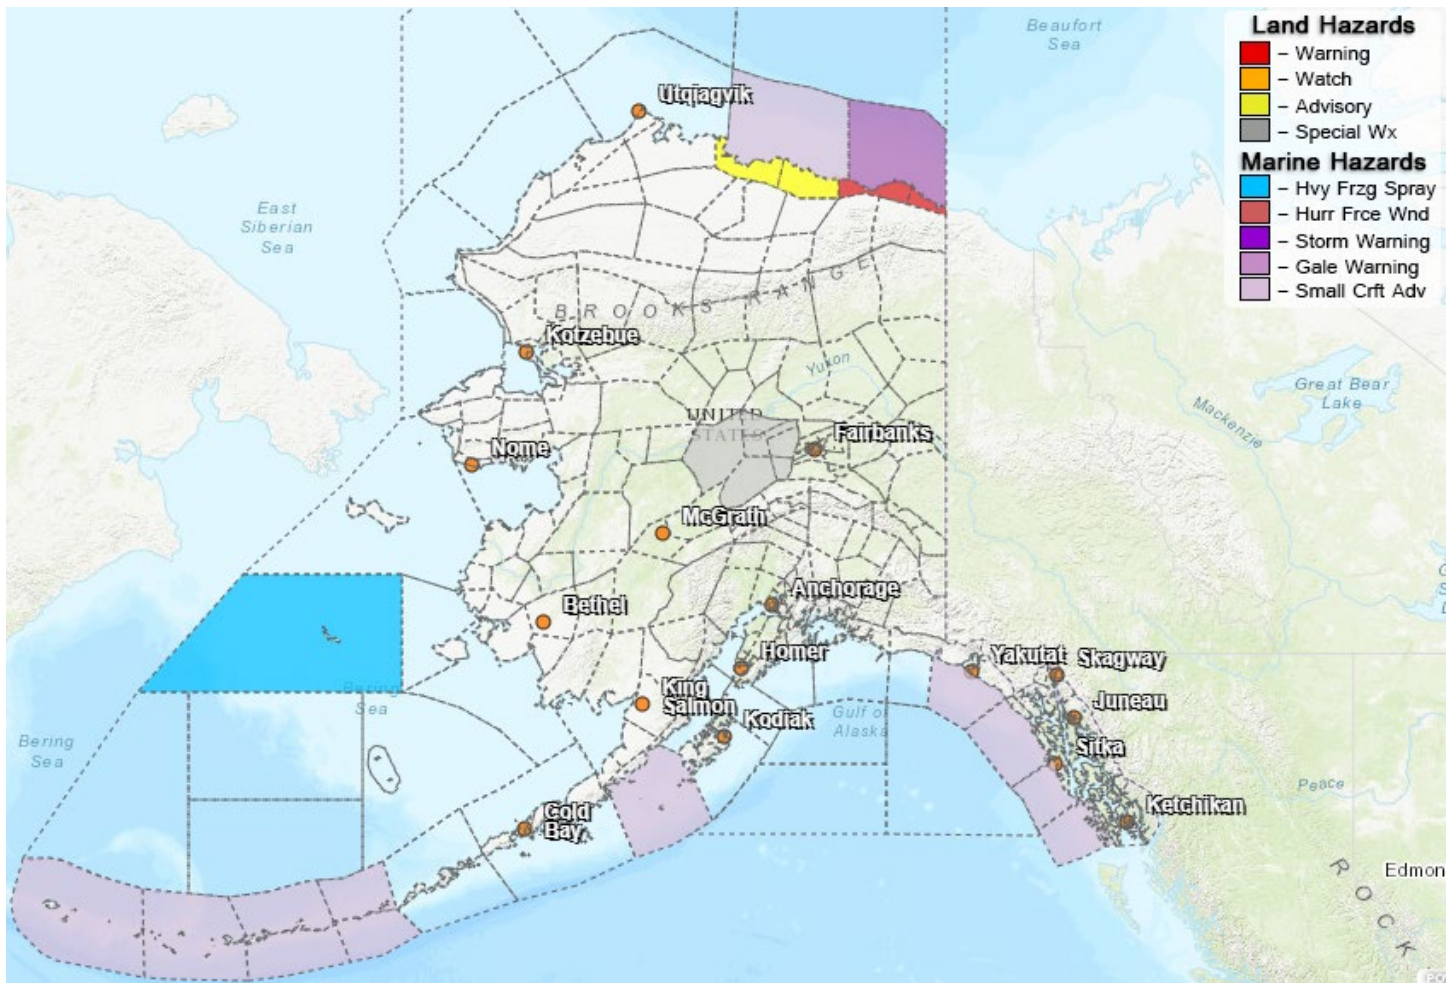 Land Hazards
– Warning
– Watch
– Advisory
– Special Wx
Marine Hazards
– Hvy Frzg Spray
– Hurr Frce Wnd
– Storm Warning
– Gale Warning
– Small Crft Adv
Beaufort
Sea
Utqiagvik
East
Siberian
Sea
BROOKS RANGE
Kotzebue
Yukon
Great Bear
Lake
Mackenzie
UNITED
STATES
Fairbanks
Nome
McGrath
Anchorage
Bethel
Homer
Yakutat
Skagway
King
Salmon
Juneau
Bering
Sea
Kodiak
Gulf of
Alaska
Sitka
Bering
Sea
Peace
Cold
Bay
Ketchikan
Edmon
ROCK